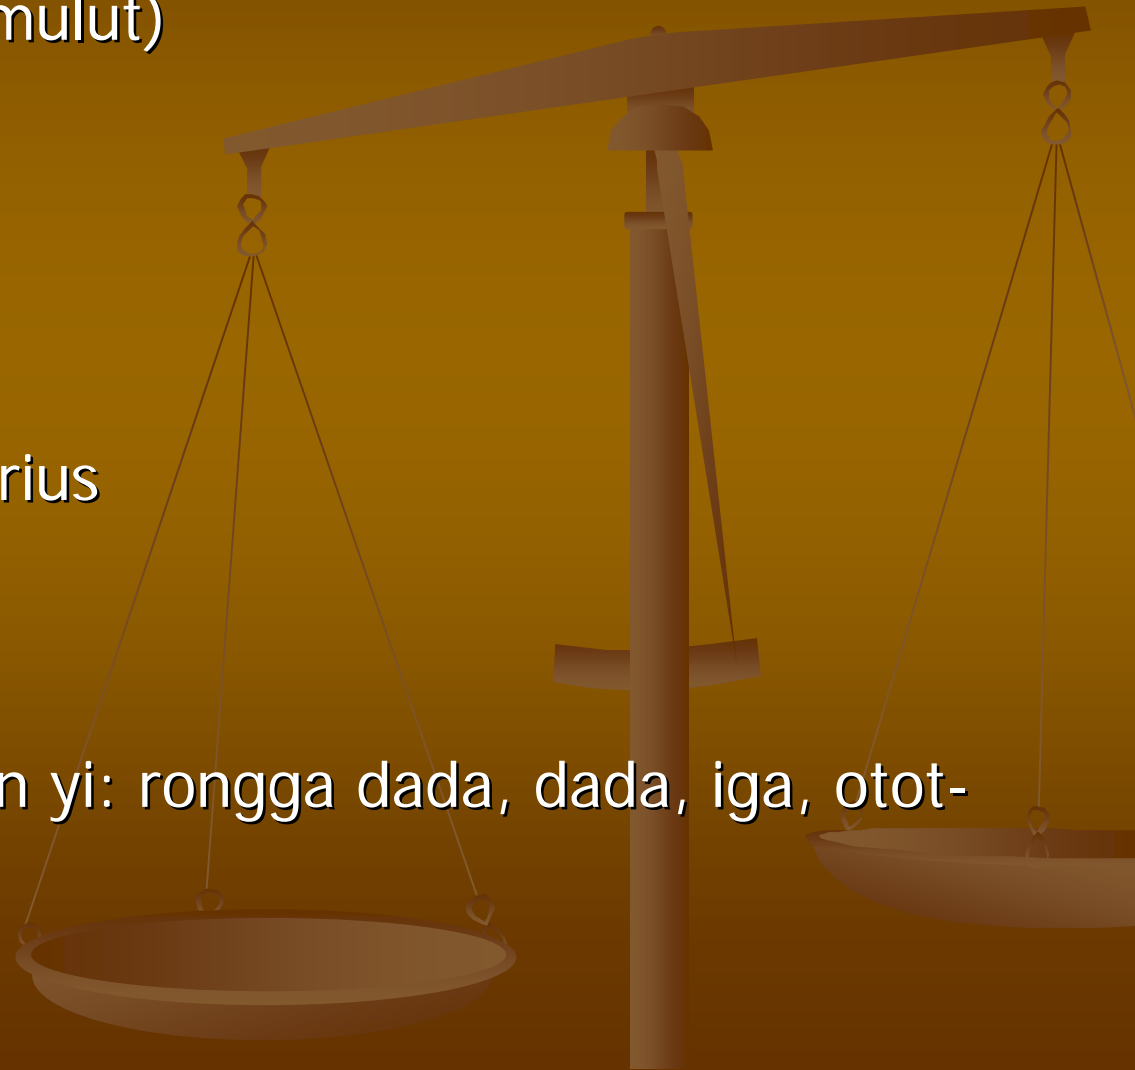 mulut)
rius
n yi: rongga dada, dada, iga, otot-